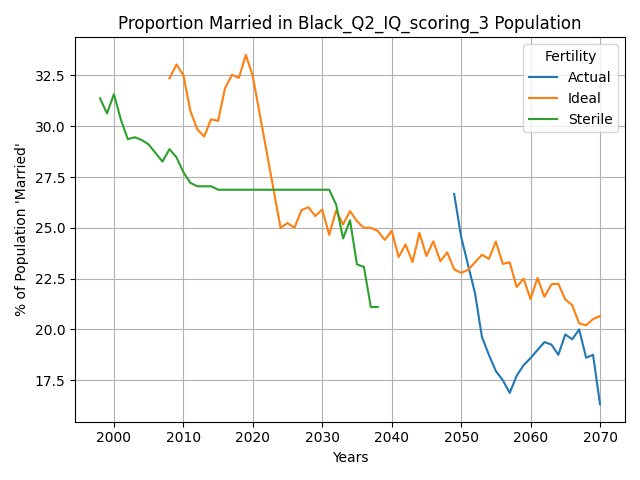 Proportion Married in Black_Q2_IQ_scoring_3 Population
Fertility
Actual
Ideal
Sterile
% of Population 'Married'
32.5
30.0
27.5
25.0
22.5
20.0
17.5
2000 2010 2020 2030 2040 2050 2060 2070
Years